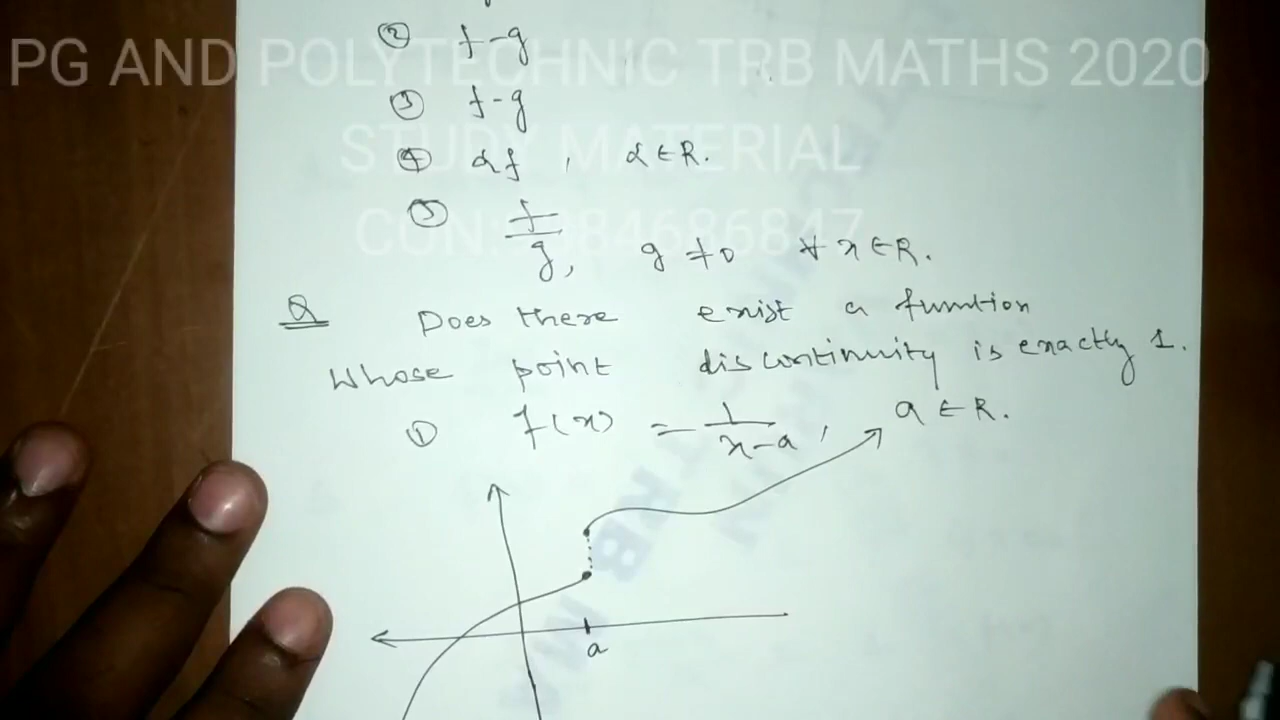 ② f-g
PG AND POLYTECHNIC TRB MATHS 2020
③ f-g
STUDY MATERIAL
④ αf , α∈R.
⑤ f/g, g≠0 ∀ x∈R.
Q Does there exist a function
whose point discontinuity is exactly 1.
① f(x) = 1/(x-a), a∈R.
a